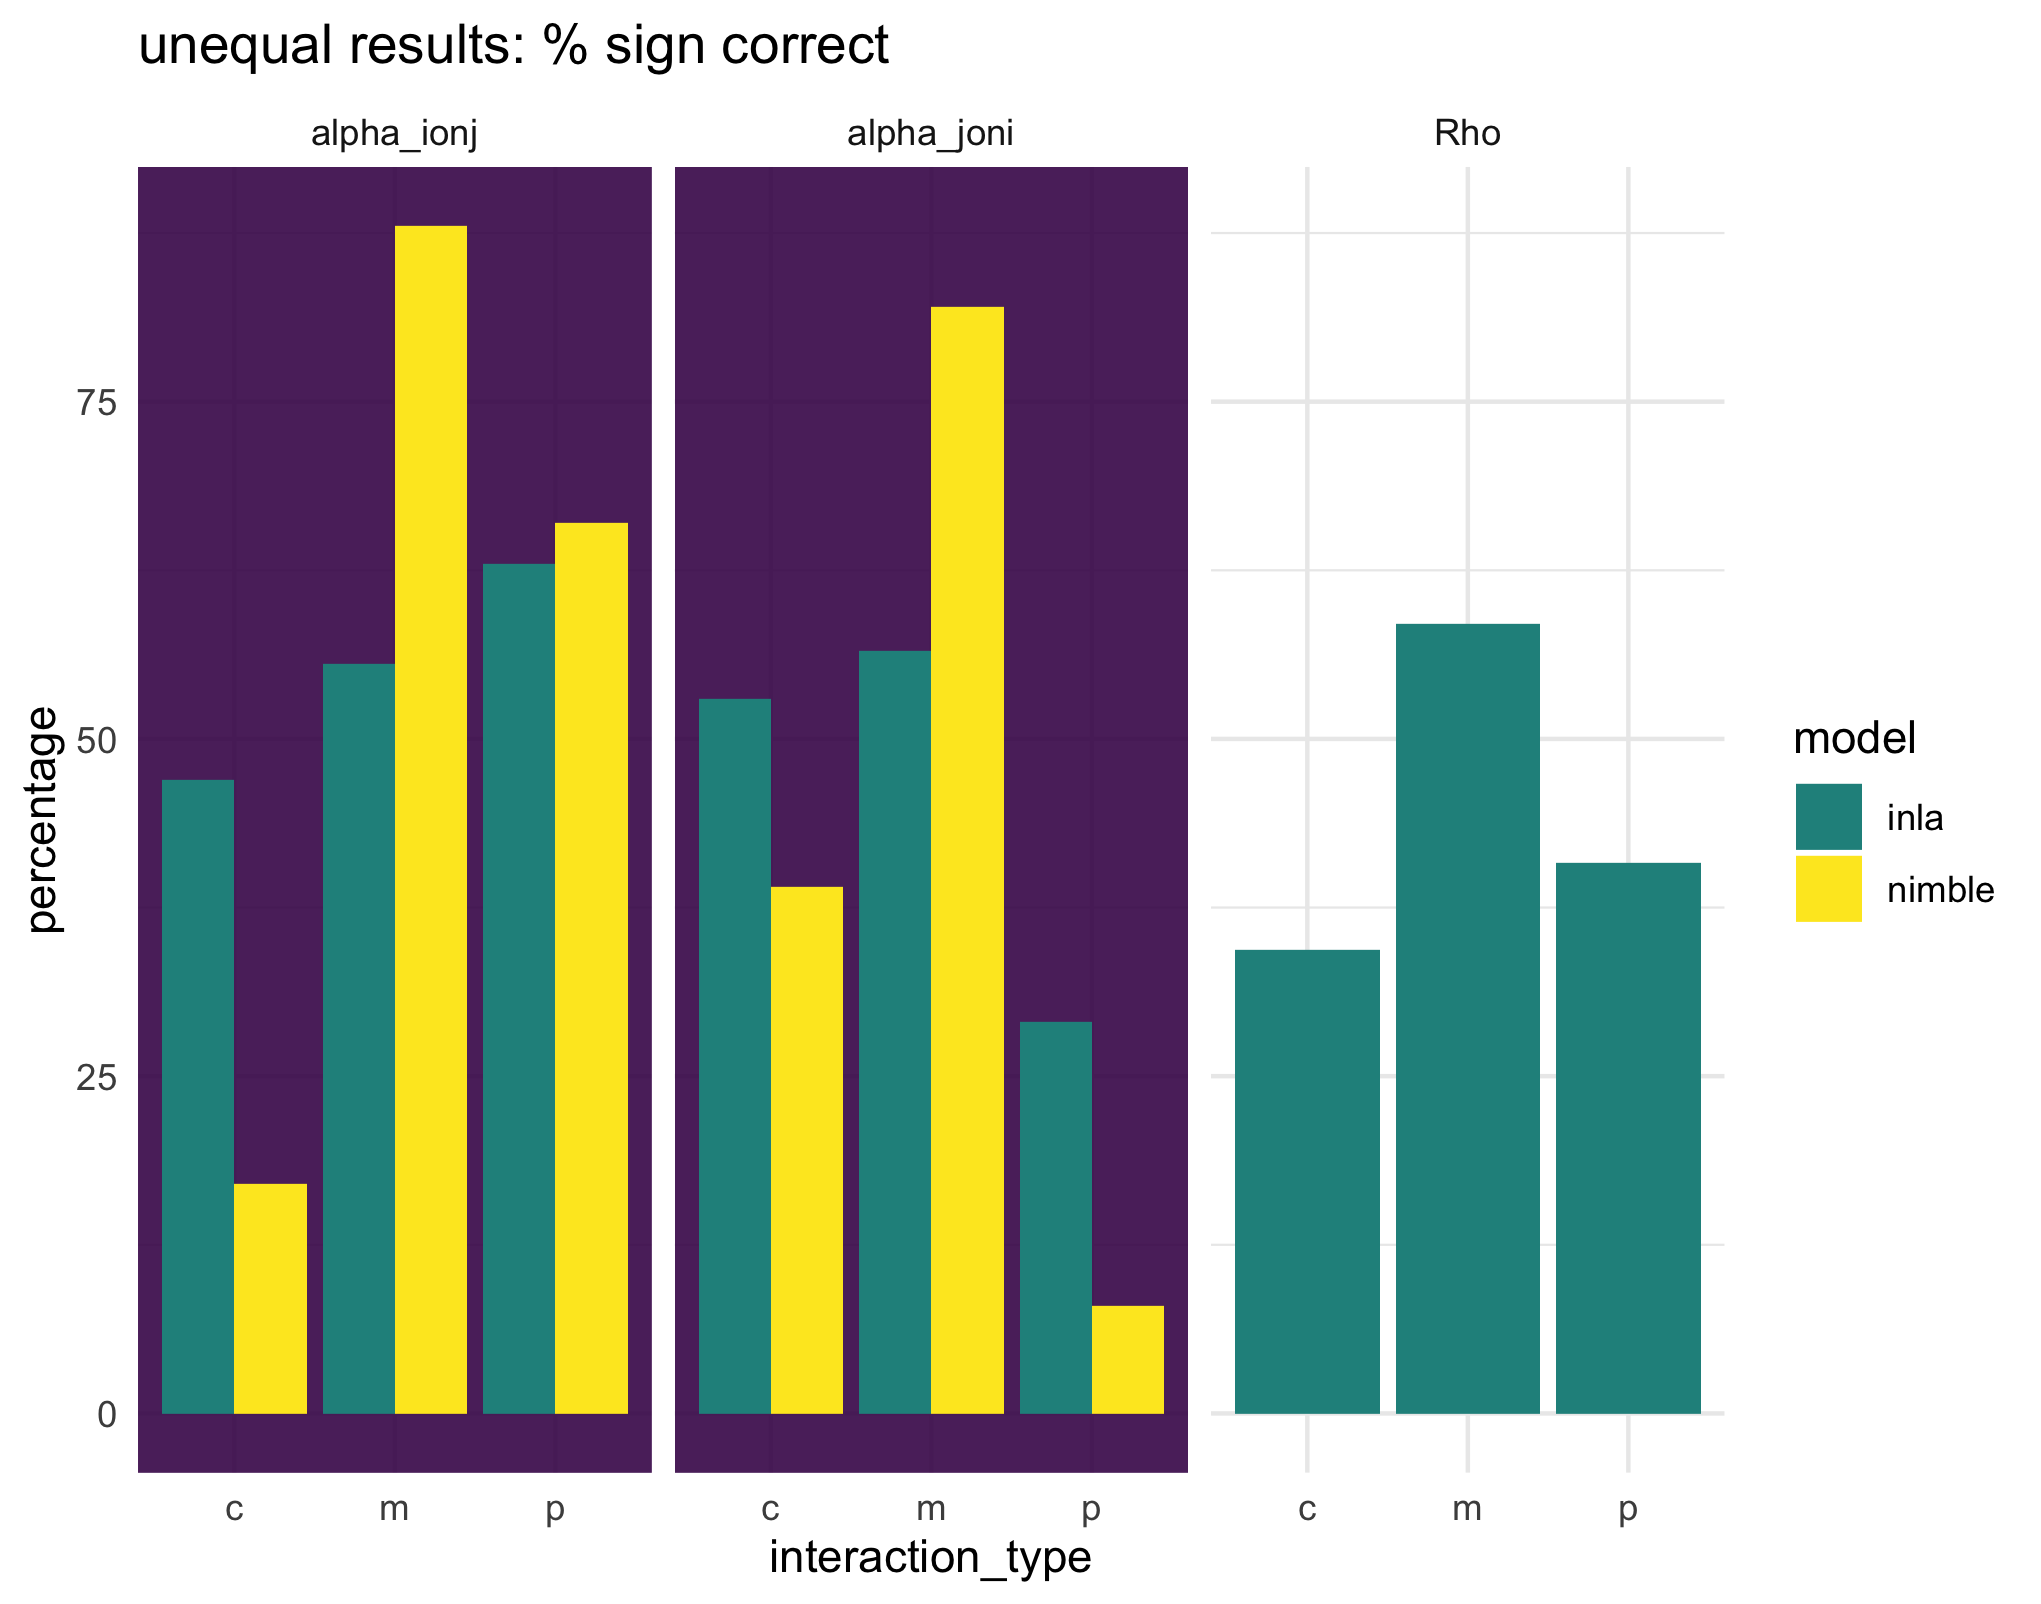 unequal results: % sign correct
alpha_ionj
alpha_joni
Rho
percentage
75
50
25
0
c
m
p
c
m
p
c
m
p
interaction_type
model
inla
nimble